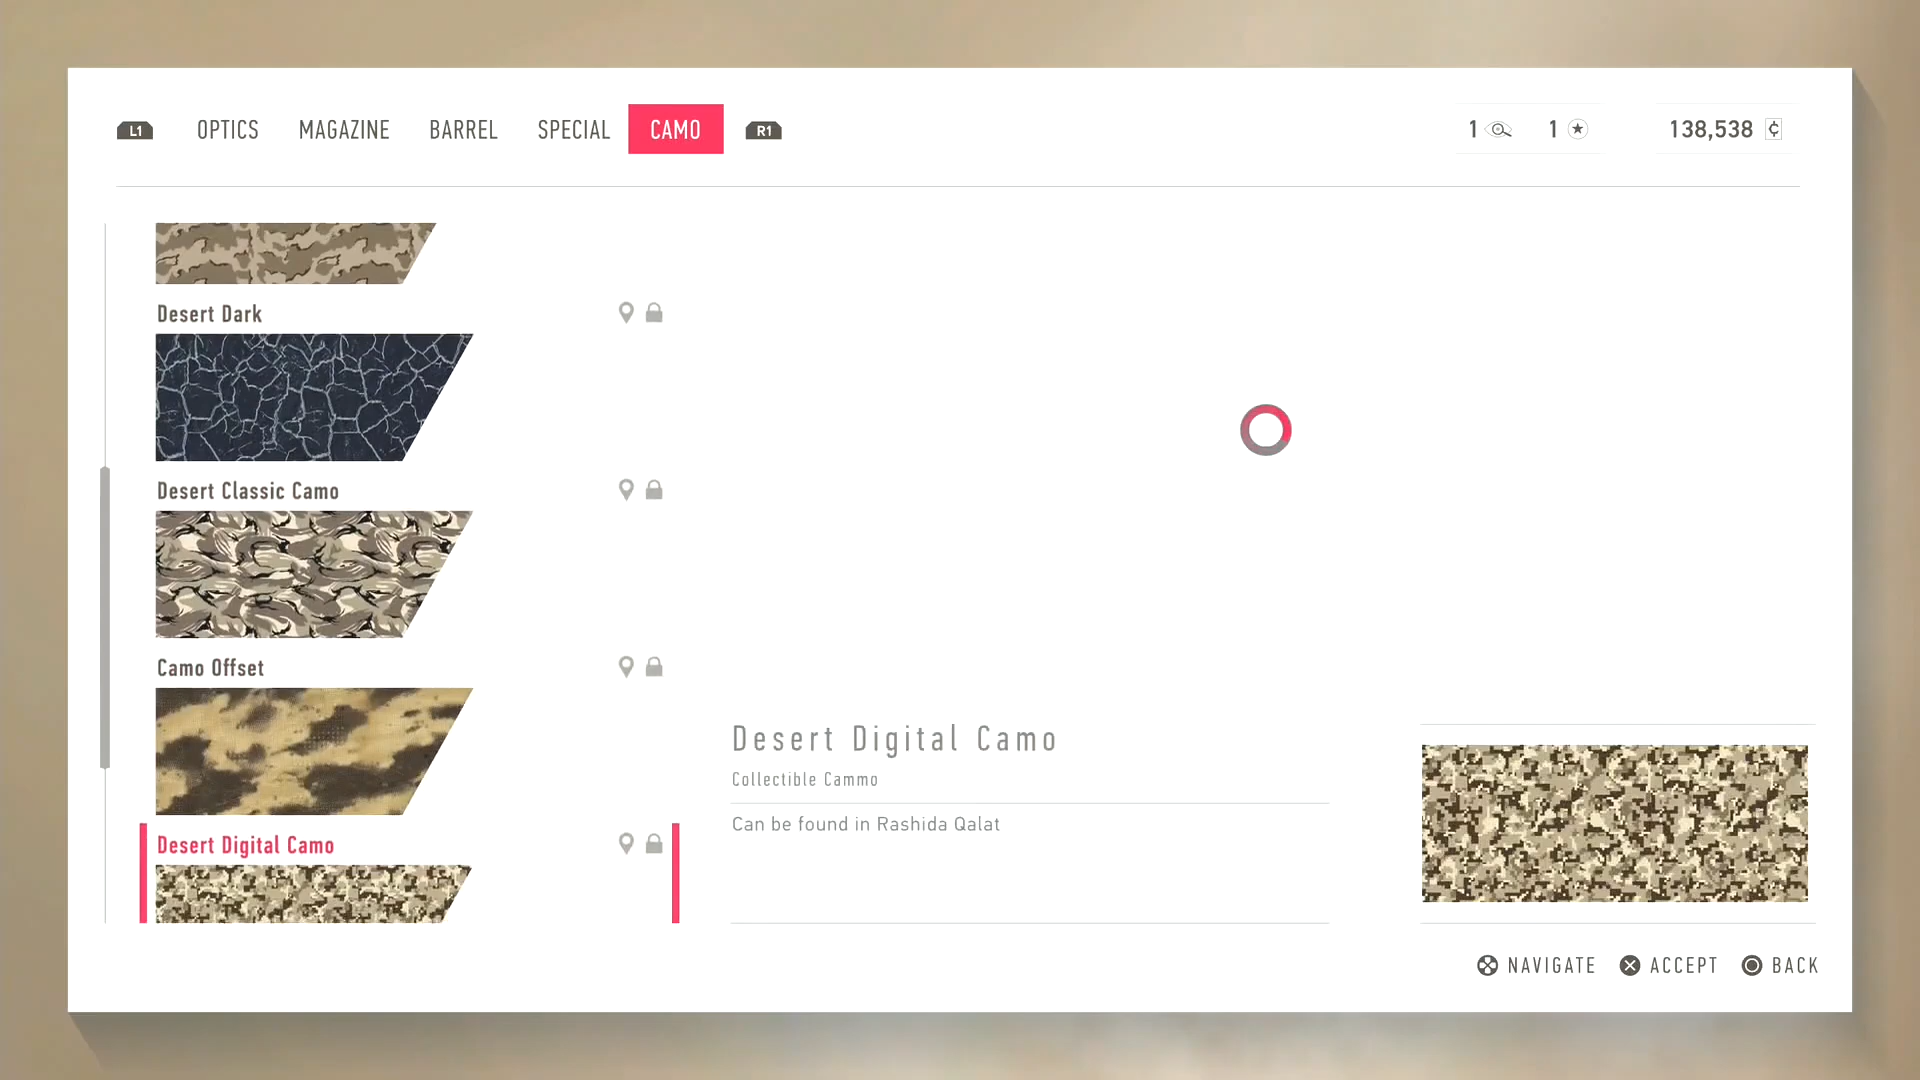 L1 OPTICS MAGAZINE BARREL SPECIAL CAMO R1 1 1 138,538
Desert Dark
Desert Classic Camo
Camo Offset
Desert Digital Camo
Desert Digital Camo
Collectible Cammo
Can be found in Rashida Qalat
NAVIGATE ACCEPT BACK